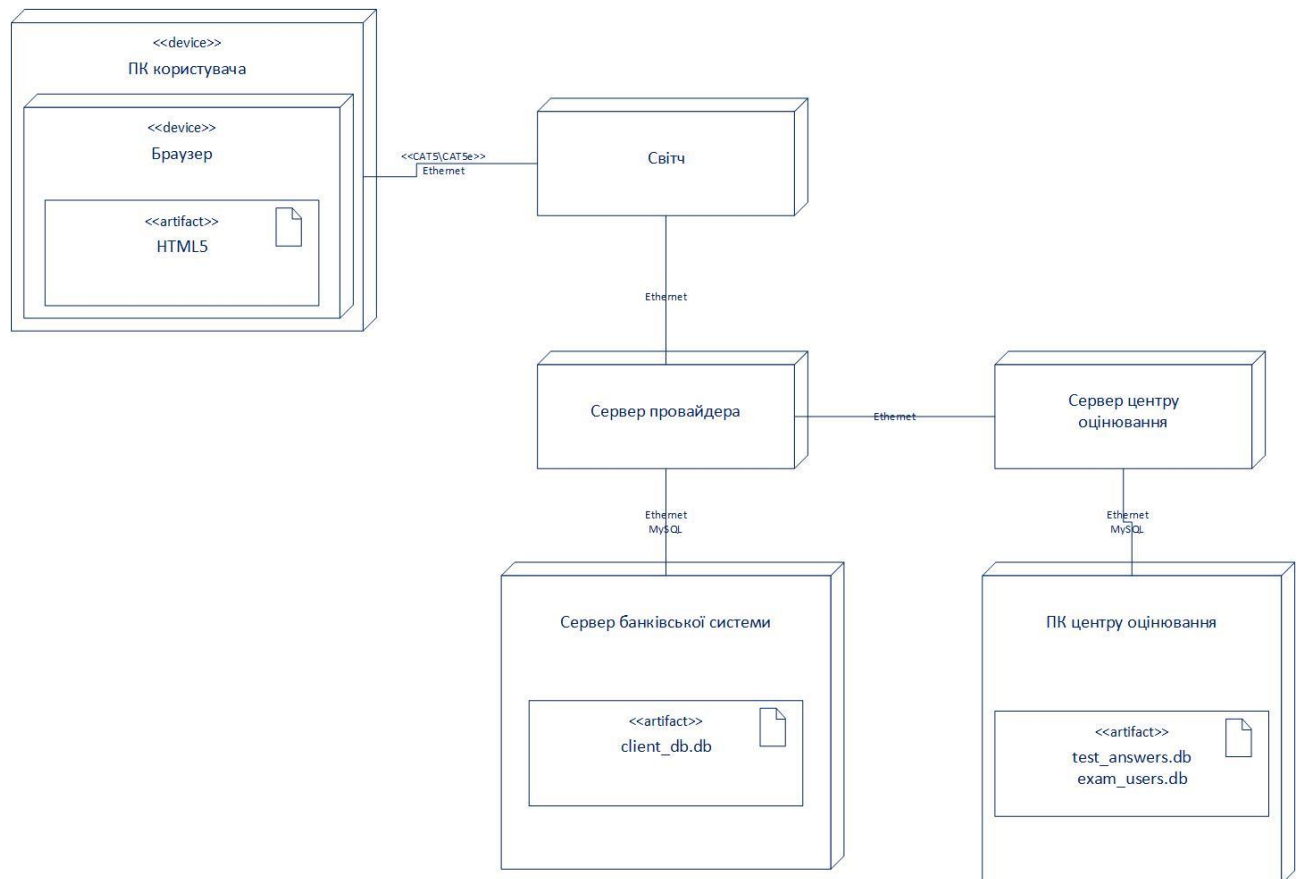 <<device>>
ПК користувача
<<device>>
Браузер
<<artifact>>
HTML5
<<CAT5\CAT5e>>
Ethernet
Світч
Ethernet
Сервер провайдера
Ethernet
Сервер центру
оцінювання
Ethernet
MySQL
Ethernet
MySQL
Сервер банківської системи
<<artifact>>
client_db.db
ПК центру оцінювання
<<artifact>>
test_answers.db
exam_users.db